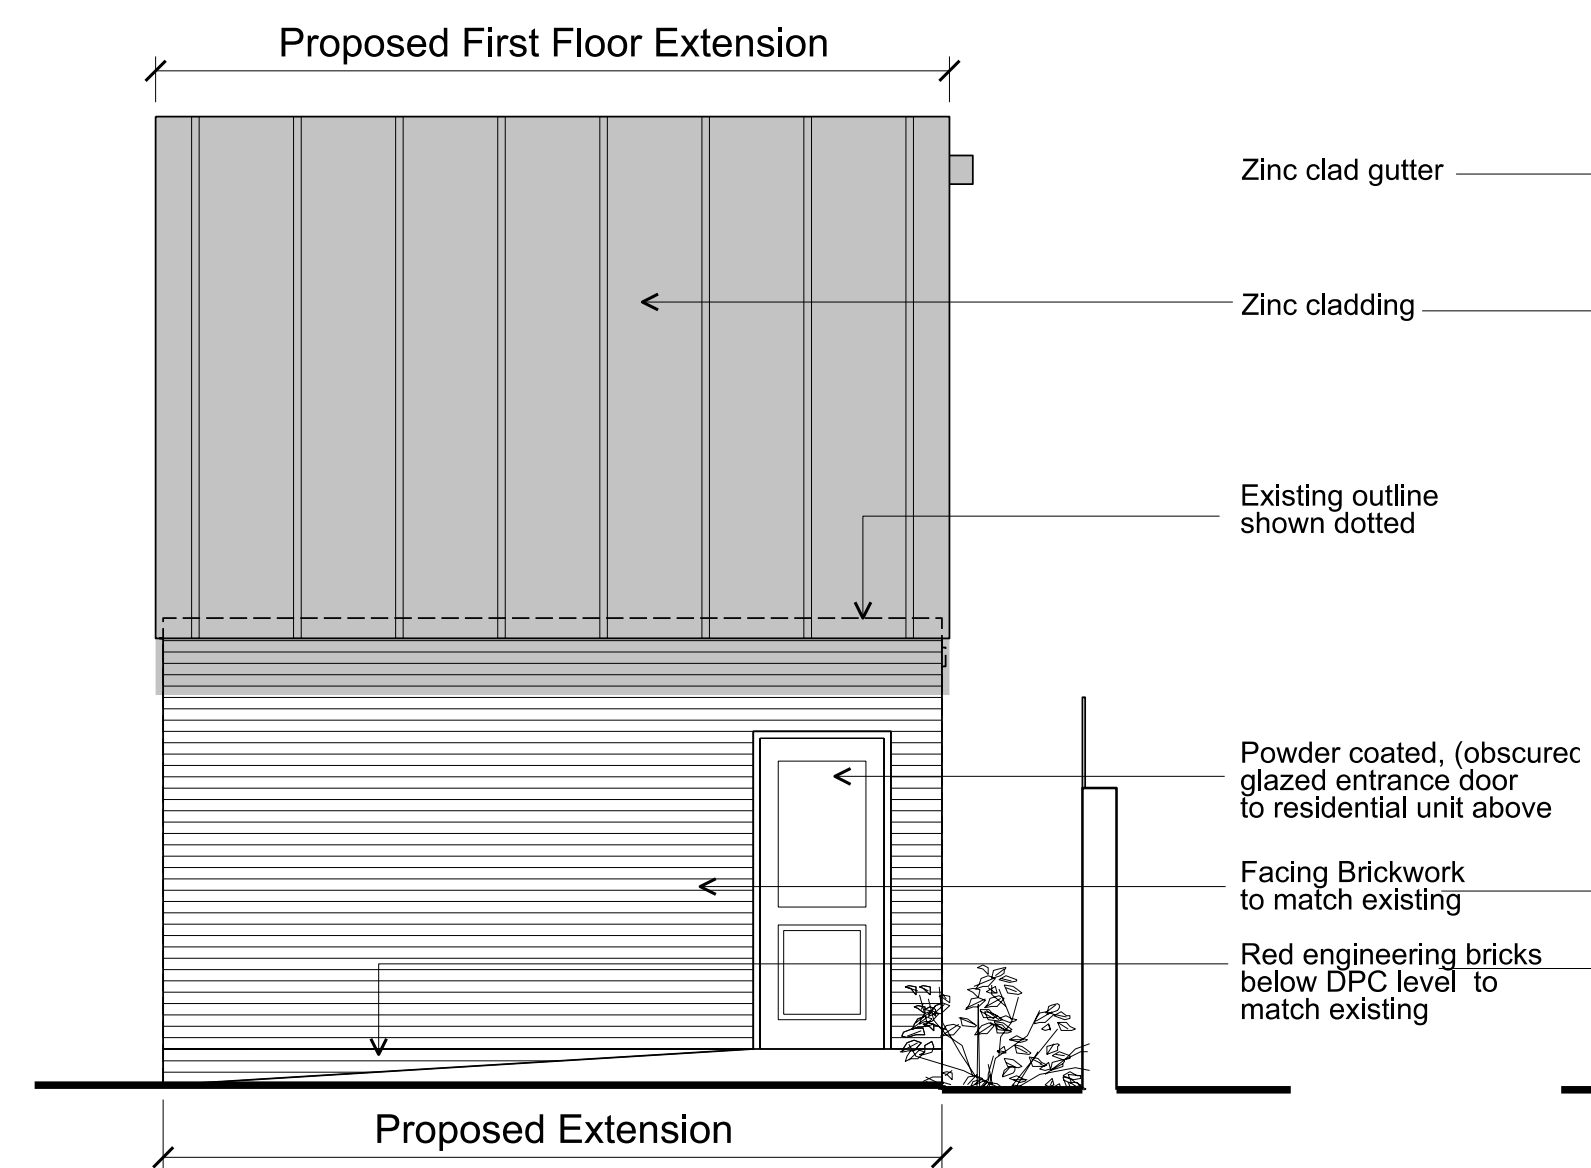 Proposed First Floor Extension
Zinc clad gutter
Zinc cladding
Existing outline
shown dotted
Powder coated, (obscured
glazed entrance door
to residential unit above
Facing Brickwork
to match existing
Red engineering bricks
below DPC level to
match existing
Proposed Extension